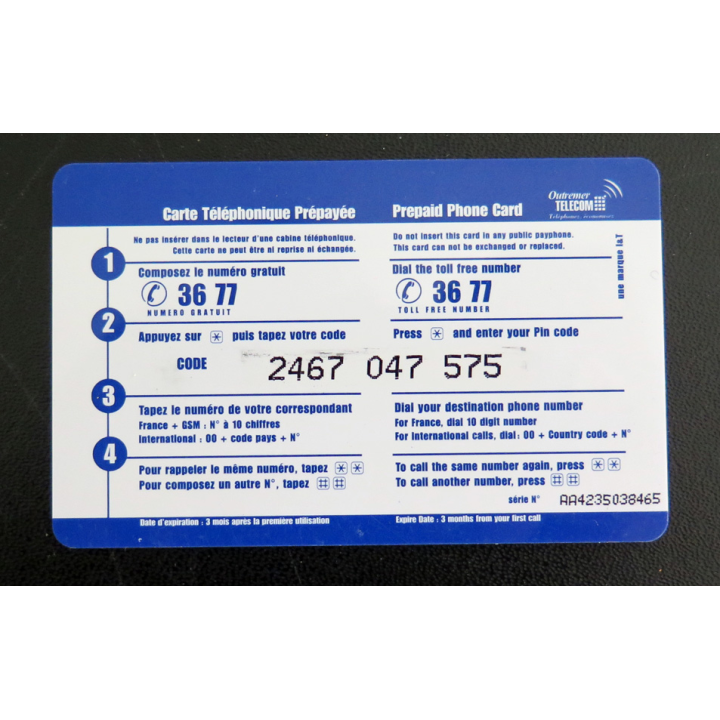 Carte Téléphonique Prépayée
Prepaid Phone Card
Outremer
TELECOM
Téléphonez, économisez
Ne pas insérer dans le lecteur d'une cabine téléphonique.
Cette carte ne peut être ni reprise ni échangée.
Do not insert this card in any public payphone.
This card can not be exchanged or replaced.
une marque I&T
1
Composez le numéro gratuit
36 77
NUMERO GRATUIT
Dial the toll free number
36 77
TOLL FREE NUMBER
2
Appuyez sur * puis tapez votre code
Press * and enter your Pin code
CODE
2467 047 575
3
Tapez le numéro de votre correspondant
France + GSM : N° à 10 chiffres
International : 00 + code pays + N°
Dial your destination phone number
For France, dial 10 digit number
For international calls, dial: 00 + Country code + N°
4
Pour rappeler le même numéro, tapez * *
Pour composez un autre N°, tapez # #
To call the same number again, press * *
To call another number, press # #
série N° AA4235038465
Date d'expiration : 3 mois après la première utilisation
Expire Date : 3 months from your first call